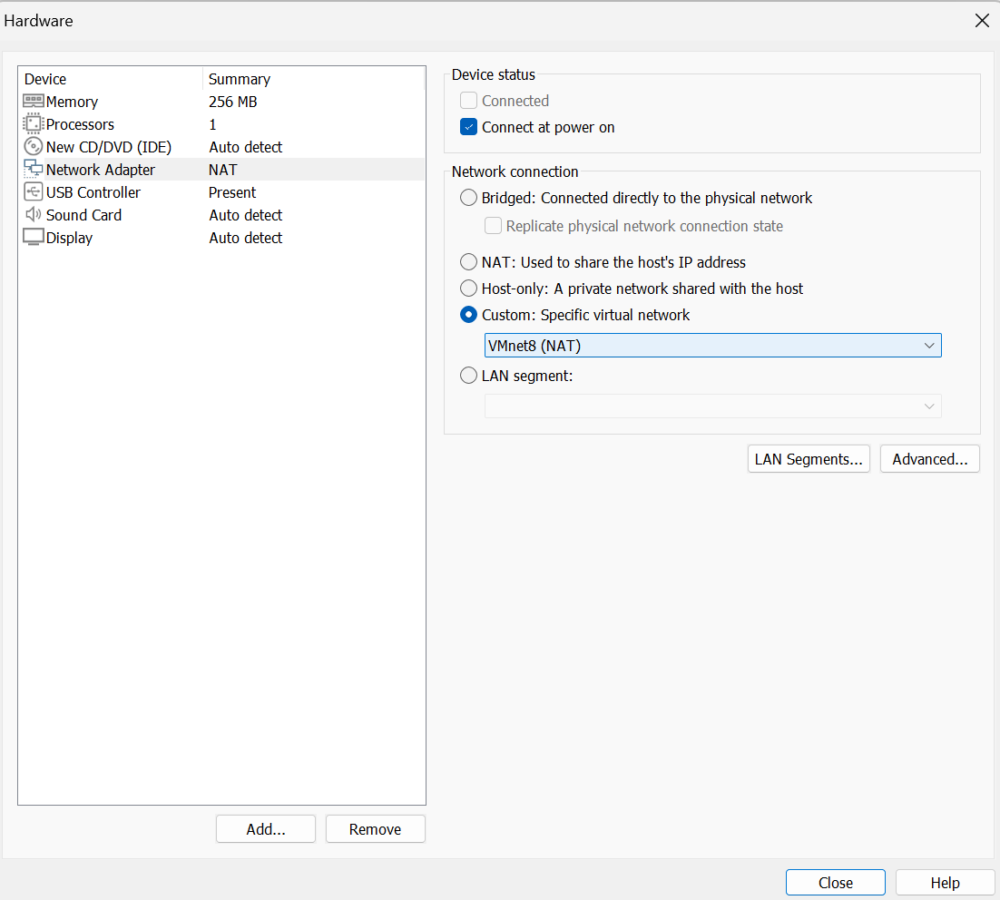 Hardware
Device Summary
Memory 256 MB
Processors 1
New CD/DVD (IDE) Auto detect
Network Adapter NAT
USB Controller Present
Sound Card Auto detect
Display Auto detect
Add...
Remove
Device status
Connected
Connect at power on
Network connection
Bridged: Connected directly to the physical network
Replicate physical network connection state
NAT: Used to share the host's IP address
Host-only: A private network shared with the host
Custom: Specific virtual network
VMnet8 (NAT)
LAN segment:
LAN Segments...
Advanced...
Close
Help